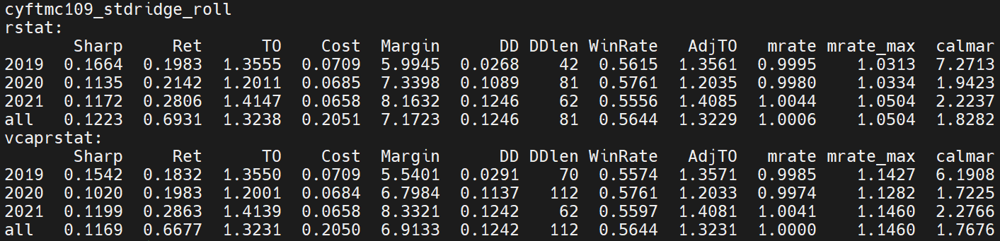 cyftmc109_stdridge_roll
rstat:
Sharp Ret TO Cost Margin DD DDlen WinRate AdjTO mrate mrate_max calmar
2019 0.1664 0.1983 1.3555 0.0709 5.9945 0.0268 42 0.5615 1.3561 0.9995 1.0313 7.2713
2020 0.1135 0.2142 1.2011 0.0685 7.3398 0.1089 81 0.5761 1.2035 0.9980 1.0334 1.9423
2021 0.1172 0.2806 1.4147 0.0658 8.1632 0.1246 62 0.5556 1.4085 1.0044 1.0504 2.2237
all 0.1223 0.6931 1.3238 0.2051 7.1723 0.1246 81 0.5644 1.3229 1.0006 1.0504 1.8282
vcaprstat:
Sharp Ret TO Cost Margin DD DDlen WinRate AdjTO mrate mrate_max calmar
2019 0.1542 0.1832 1.3550 0.0709 5.5401 0.0291 70 0.5574 1.3571 0.9985 1.1427 6.1908
2020 0.1020 0.1983 1.2001 0.0684 6.7984 0.1137 112 0.5761 1.2033 0.9974 1.1282 1.7225
2021 0.1199 0.2863 1.4139 0.0658 8.3321 0.1242 62 0.5597 1.4081 1.0041 1.1460 2.2766
all 0.1169 0.6677 1.3231 0.2050 6.9133 0.1242 112 0.5644 1.3231 1.0000 1.1460 1.7676